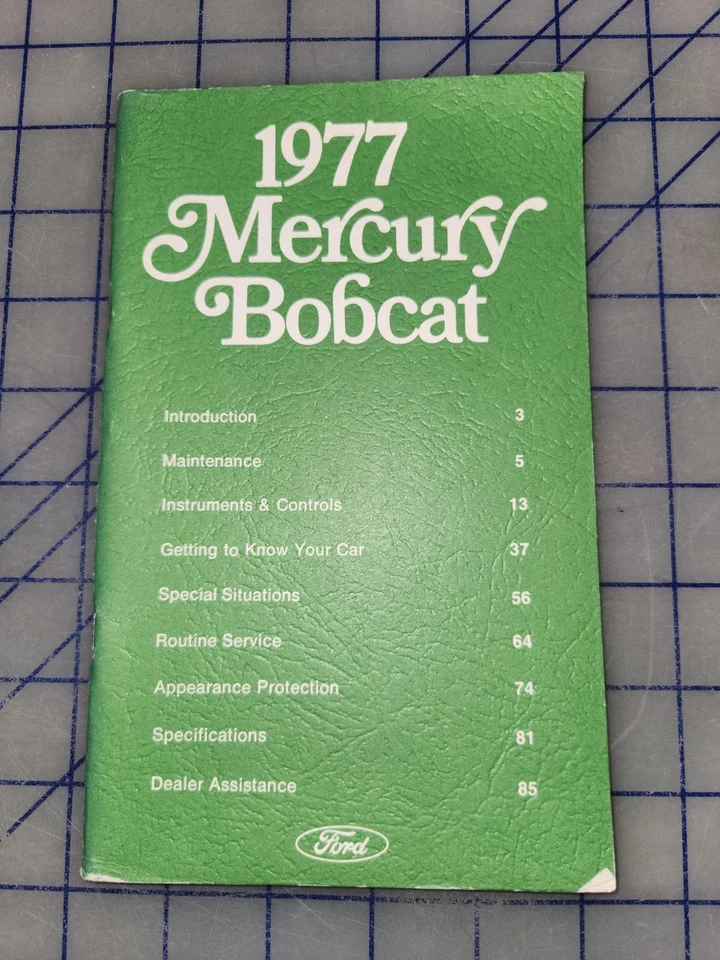 1977
Mercury
Bobcat
Introduction 3
Maintenance 5
Instruments & Controls 13
Getting to Know Your Car 37
Special Situations 56
Routine Service 64
Appearance Protection 74
Specifications 81
Dealer Assistance 85
Ford